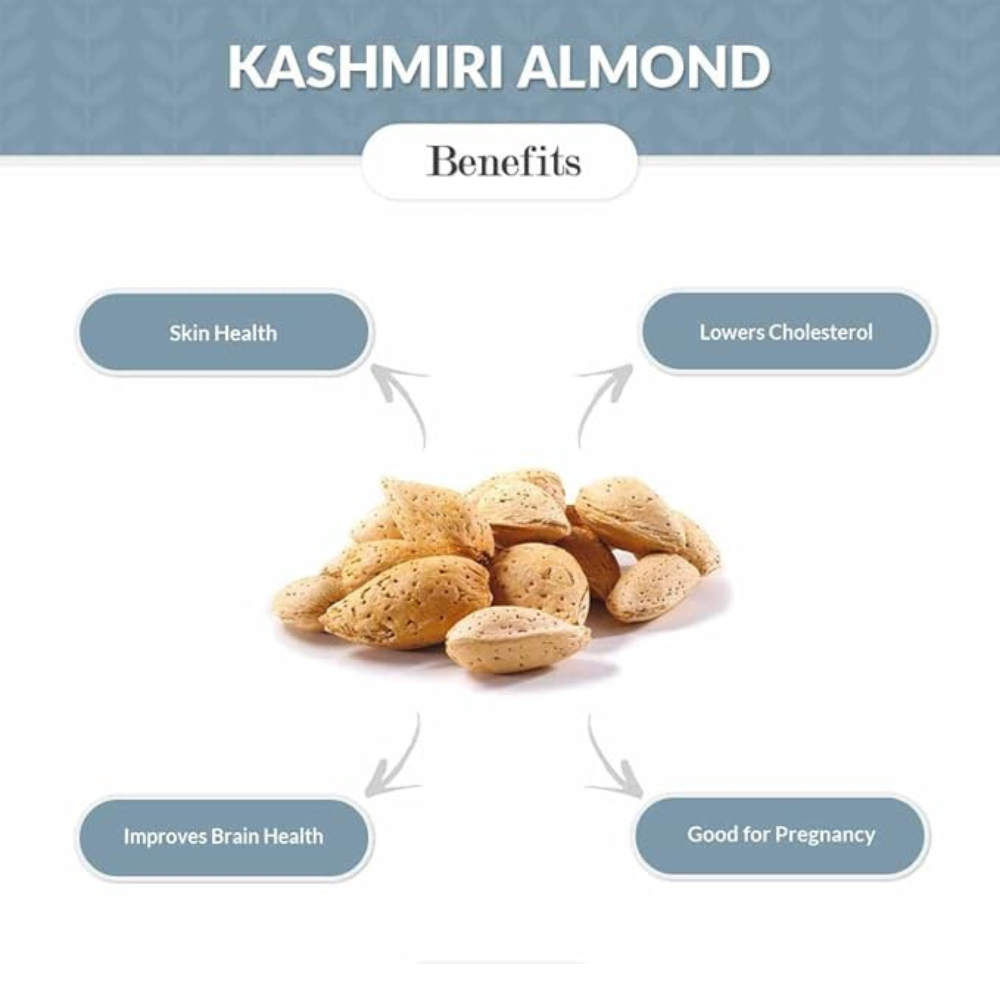 KASHMIRI ALMOND
Benefits
Skin Health
Lowers Cholesterol
Improves Brain Health
Good for Pregnancy